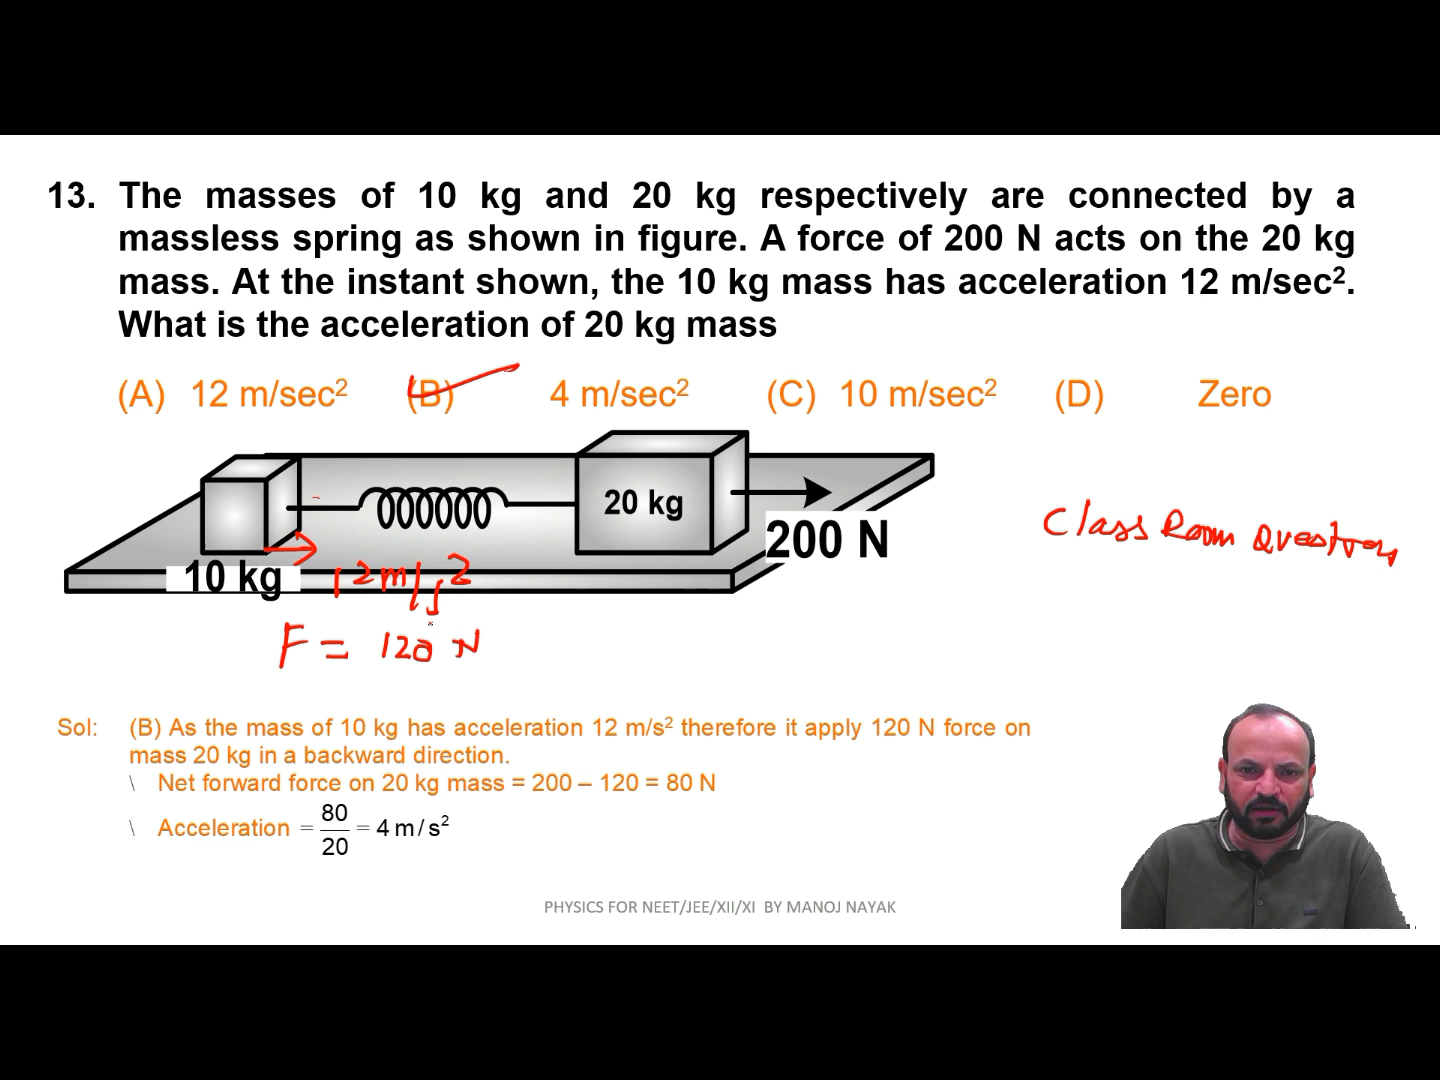 13. The masses of 10 kg and 20 kg respectively are connected by a
massless spring as shown in figure. A force of 200 N acts on the 20 kg
mass. At the instant shown, the 10 kg mass has acceleration 12 m/sec².
What is the acceleration of 20 kg mass
(A) 12 m/sec² (B) 4 m/sec² (C) 10 m/sec² (D) Zero
20 kg
200 N
10 kg
12m/s²
F = 120 N
Class Room Question
Sol: (B) As the mass of 10 kg has acceleration 12 m/s² therefore it apply 120 N force on
mass 20 kg in a backward direction.
\ Net forward force on 20 kg mass = 200 – 120 = 80 N
\ Acceleration = 80/20 = 4 m/s²
PHYSICS FOR NEET/JEE/XII/XI BY MANOJ NAYAK